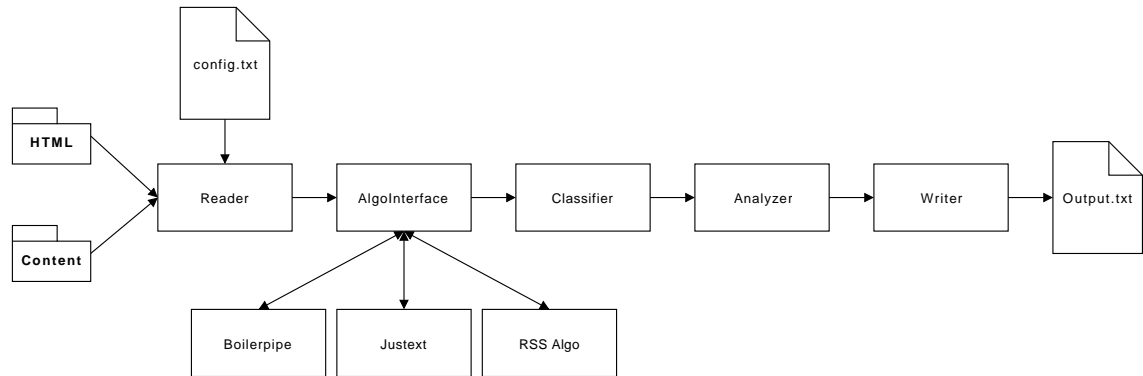 config.txt
HTML
Reader
AlgoInterface
Classifier
Analyzer
Writer
Output.txt
Content
Boilerpipe
Justext
RSS Algo